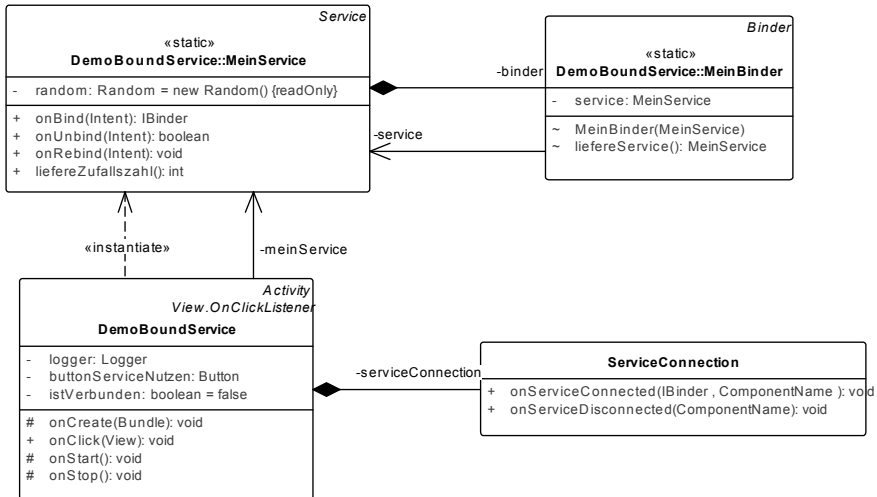 Service
«static»
DemoBoundService::MeinService
- random: Random = new Random() {readOnly}
+ onBind(Intent): IBinder
+ onUnbind(Intent): boolean
+ onRebind(Intent): void
+ liefereZufallszahl(): int
-binder
-service
Binder
«static»
DemoBoundService::MeinBinder
- service: MeinService
~ MeinBinder(MeinService)
~ liefereService(): MeinService
«instantiate»
-meinService
Activity
View.OnClickListener
DemoBoundService
- logger: Logger
- buttonServiceNutzen: Button
- istVerbunden: boolean = false
# onCreate(Bundle): void
+ onClick(View): void
# onStart(): void
# onStop(): void
-serviceConnection
ServiceConnection
+ onServiceConnected(IBinder , ComponentName ): void
+ onServiceDisconnected(ComponentName): void